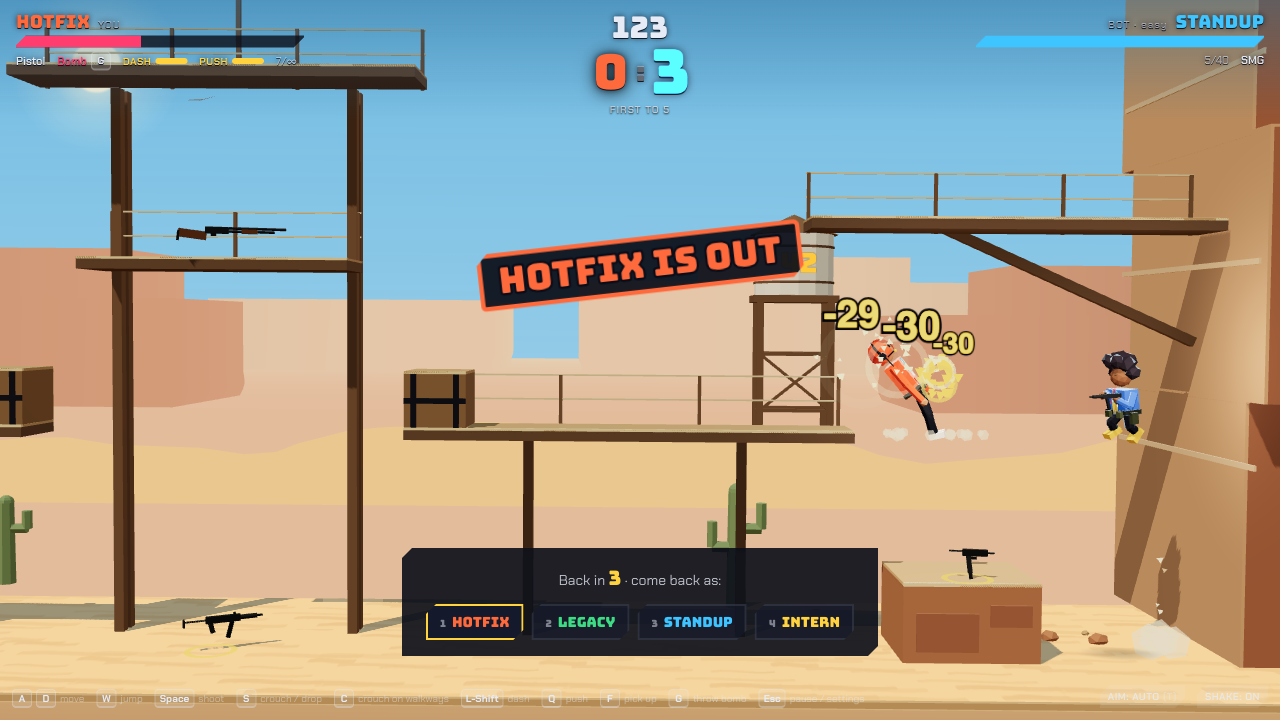 HOTFIX YOU
Pistol Bomb G DASH PUSH 7/∞
123
0 : 3
FIRST TO 5
BOT · easy STANDUP
5/40 SMG
HOTFIX IS OUT
2
-29 -30 -30
Back in 3 · come back as:
1 HOTFIX 2 LEGACY 3 STANDUP 4 INTERN
A D move W jump Space shoot S crouch / drop C crouch on walkways L-Shift dash Q push F pick up G throw bomb Esc pause / settings
AIM: AUTO SHAKE: ON